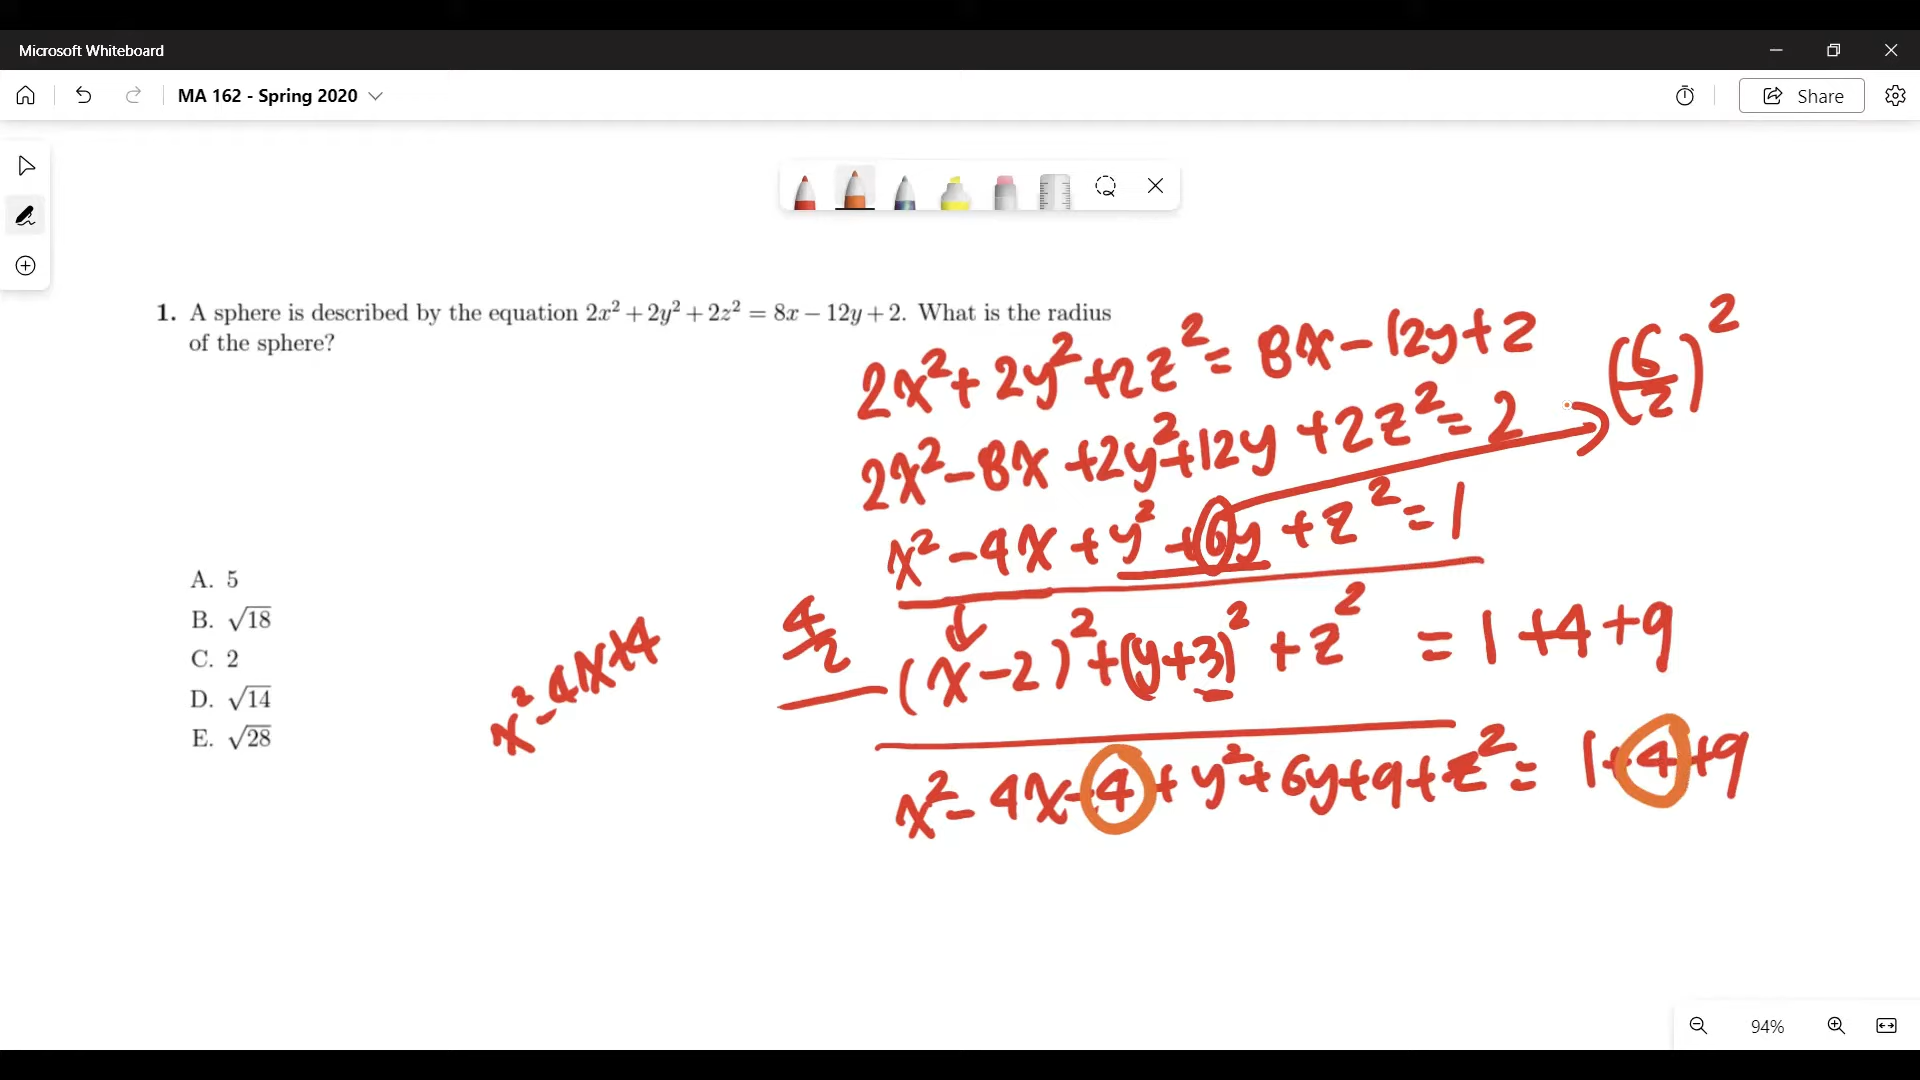 Microsoft Whiteboard
MA 162 - Spring 2020
Share
1. A sphere is described by the equation 2x² + 2y² + 2z² = 8x − 12y + 2. What is the radius
of the sphere?
A. 5
B. √18
C. 2
D. √14
E. √28
2x² + 2y² + 2z² = 8x − 12y + 2
2x² − 8x + 2y² + 12y + 2z² = 2
(6/2)²
x² − 4x + y² + 6y + z² = 1
x² − 4x + 4
4/2
(x − 2)² + (y + 3)² + z² = 1 + 4 + 9
x² − 4x + 4 + y² + 6y + 9 + z² = 1 + 4 + 9
94%